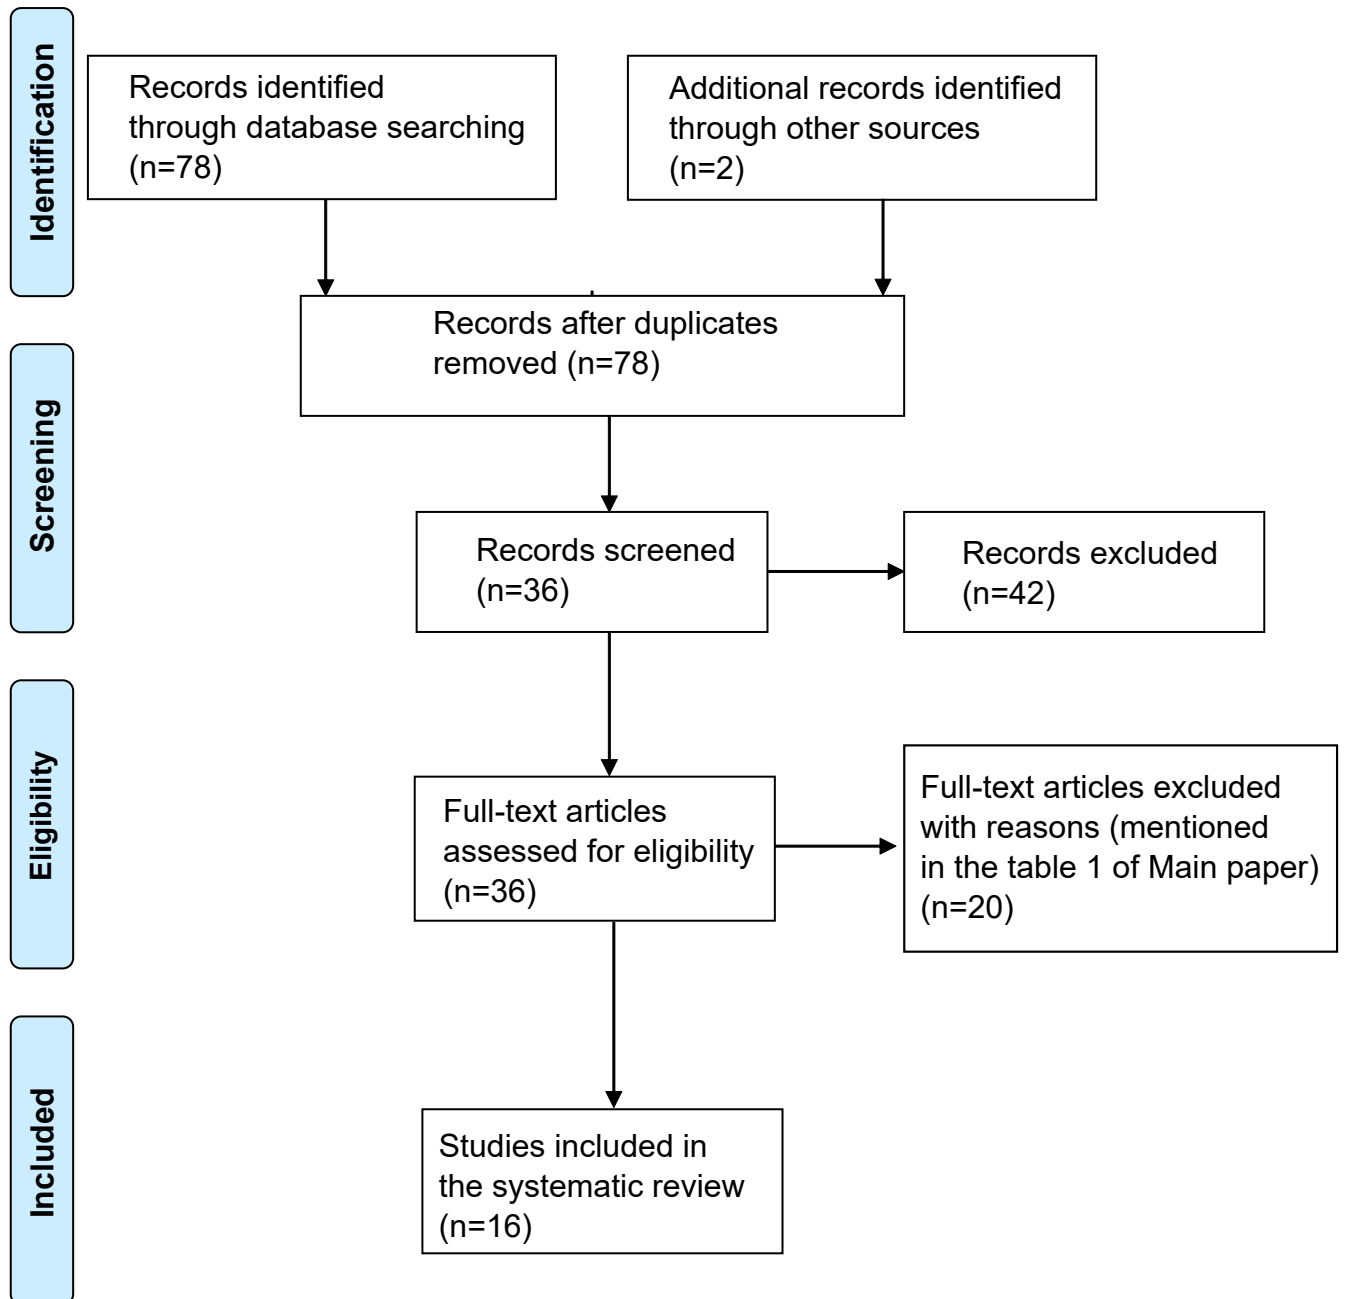 Identification
Records identified
through database searching
(n=78)
Additional records identified
through other sources
(n=2)
Records after duplicates
removed (n=78)
Screening
Records screened
(n=36)
Records excluded
(n=42)
Eligibility
Full-text articles
assessed for eligibility
(n=36)
Full-text articles excluded
with reasons (mentioned
in the table 1 of Main paper)
(n=20)
Included
Studies included in
the systematic review
(n=16)